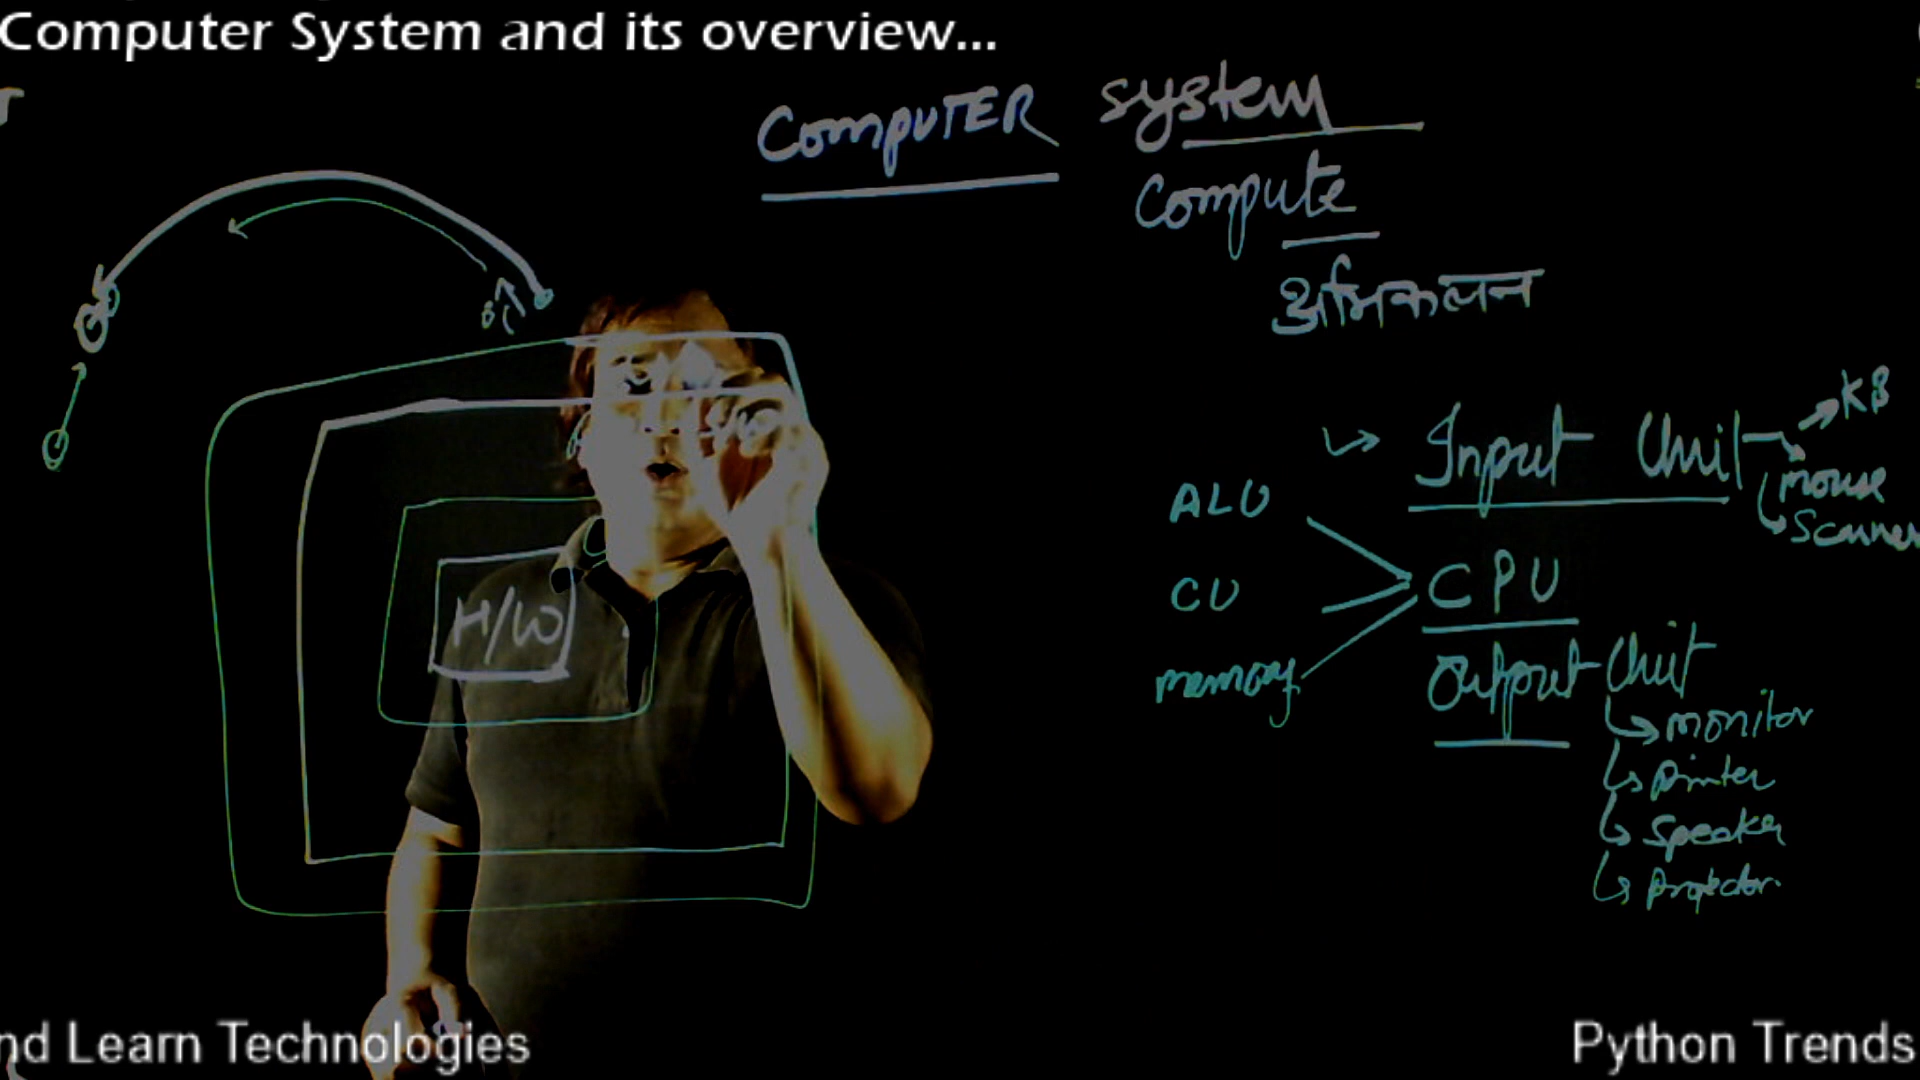 Computer System and its overview...
COMPUTER system
Compute
अभिकलन
Input Unit
KB
mouse
Scanner
ALU
CU
memory
CPU
H/W
Output Unit
monitor
printer
Speaker
projector.
nd Learn Technologies
Python Trends